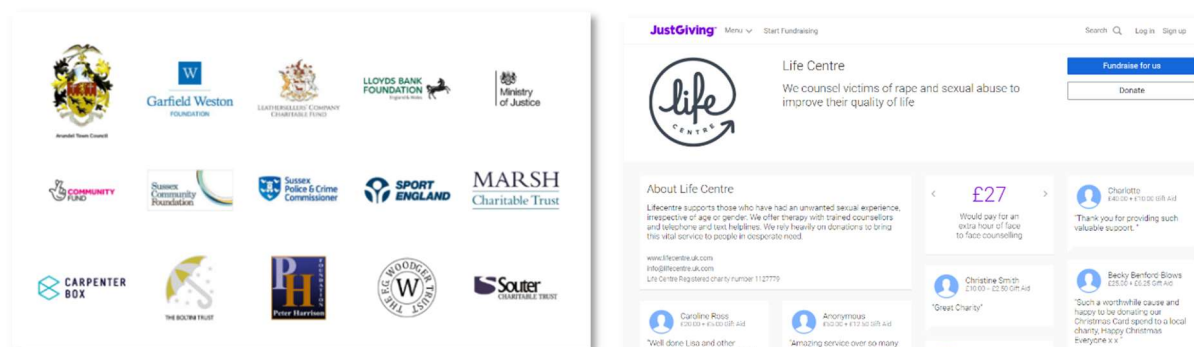 Arundel Town Council
W
Garfield Weston
FOUNDATION
LEATHERSELLERS' COMPANY
CHARITABLE FUND
LLOYDS BANK
FOUNDATION
England & Wales
Ministry
of Justice
COMMUNITY
FUND
Sussex
Community
Foundation
Sussex
Police & Crime
Commissioner
SPORT
ENGLAND
MARSH
Charitable Trust
CARPENTER
BOX
THE BOLTINI TRUST
PH
FOUNDATION
Peter Harrison
THE F.G. WOODGER TRUST
W
Souter
CHARITABLE TRUST
JustGiving
Menu
Start Fundraising
Search
Log in
Sign up
life
CENTRE
Life Centre
We counsel victims of rape and sexual abuse to
improve their quality of life
Fundraise for us
Donate
About Life Centre
Lifecentre supports those who have had an unwanted sexual experience,
irrespective of age or gender. We offer therapy with trained counsellors
and telephone and text helplines. We rely heavily on donations to bring
this vital service to people in desperate need.
www.lifecentre.uk.com
info@lifecentre.uk.com
Life Centre Registered charity number 1127779
£27
Would pay for an
extra hour of face
to face counselling
Charlotte
£40.00 + £10.00 Gift Aid
"Thank you for providing such
valuable support. "
Christine Smith
£10.00 + £2.50 Gift Aid
"Great Charity"
Becky Benford-Blows
£25.00 + £6.25 Gift Aid
"Such a worthwhile cause and
happy to be donating our
Christmas Card spend to a local
charity, Happy Christmas
Everyone x x "
Caroline Ross
£20.00 + £5.00 Gift Aid
"Well done Lisa and other
Anonymous
£50.00 + £12.50 Gift Aid
"Amazing service over so many